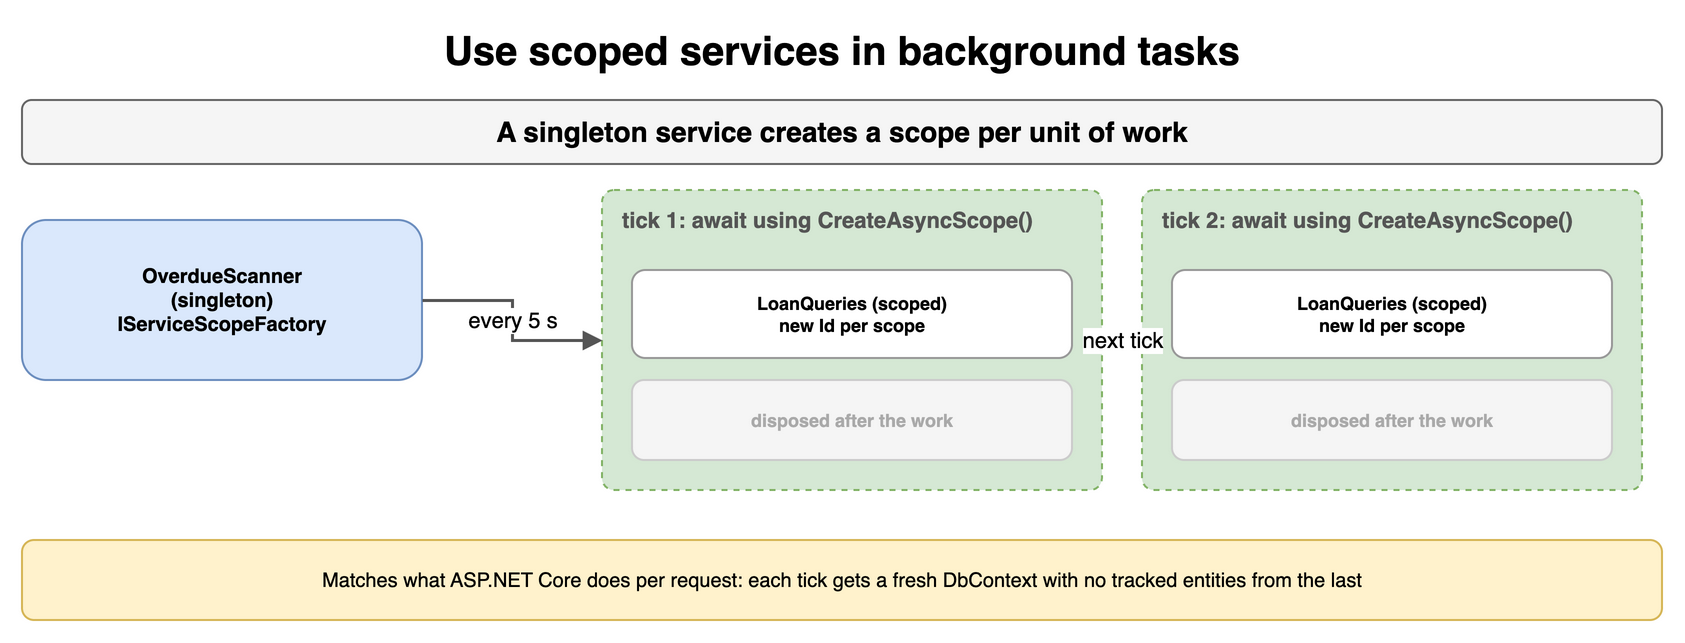 Use scoped services in background tasks
A singleton service creates a scope per unit of work
OverdueScanner
(singleton)
IServiceScopeFactory
every 5 s
tick 1: await using CreateAsyncScope()
LoanQueries (scoped)
new Id per scope
disposed after the work
next tick
tick 2: await using CreateAsyncScope()
LoanQueries (scoped)
new Id per scope
disposed after the work
Matches what ASP.NET Core does per request: each tick gets a fresh DbContext with no tracked entities from the last